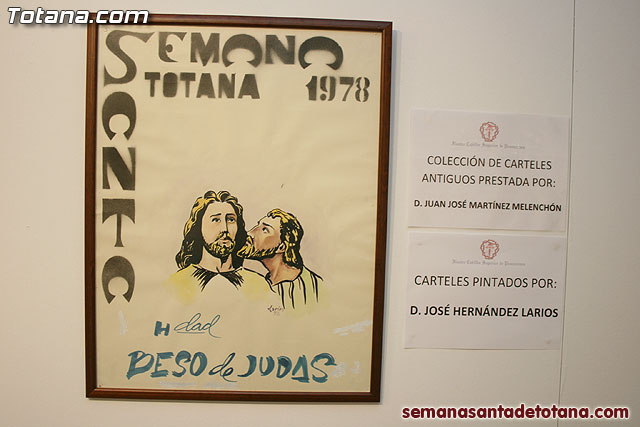 Totana.com
SEMANA
SANTA
TOTANA 1978
Hdad
BESO de JUDAS
COLECCIÓN DE CARTELES
ANTIGUOS PRESTADA POR:
D. JUAN JOSÉ MARTÍNEZ MELENCHÓN
CARTELES PINTADOS POR:
D. JOSÉ HERNÁNDEZ LARIOS
semanasantadetotana.com